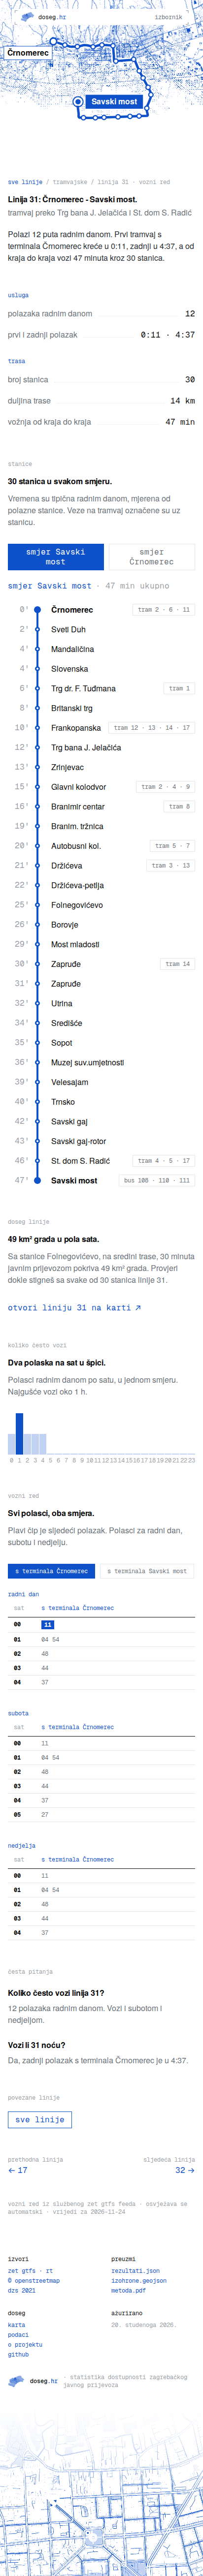 doseg.hr izbornik
Črnomerec
Savski most
sve linije / tramvajske / linija 31 · vozni red
Linija 31: Črnomerec - Savski most.
tramvaj preko Trg bana J. Jelačića i St. dom S. Radić
Polazi 12 puta radnim danom. Prvi tramvaj s
terminala Črnomerec kreće u 0:11, zadnji u 4:37, a od
kraja do kraja vozi 47 minuta kroz 30 stanica.
usluga
polazaka radnim danom 12
prvi i zadnji polazak 0:11 · 4:37
trasa
broj stanica 30
duljina trase 14 km
vožnja od kraja do kraja 47 min
stanice
30 stanica u svakom smjeru.
Vremena su tipična radnim danom, mjerena od
polazne stanice. Veze na tramvaj označene su uz
stanicu.
smjer Savski
most
smjer
Črnomerec
smjer Savski most · 47 min ukupno
0' Črnomerec tram 2 · 6 · 11
2' Sveti Duh
4' Mandaličina
4' Slovenska
6' Trg dr. F. Tuđmana tram 1
8' Britanski trg
10' Frankopanska tram 12 · 13 · 14 · 17
12' Trg bana J. Jelačića
13' Zrinjevac
15' Glavni kolodvor tram 2 · 4 · 9
16' Branimir centar tram 8
19' Branim. tržnica
20' Autobusni kol. tram 5 · 7
21' Držićeva tram 3 · 13
22' Držićeva-petlja
25' Folnegovićevo
26' Borovje
29' Most mladosti
30' Zapruđe tram 14
31' Zapruđe
32' Utrina
34' Središće
35' Sopot
36' Muzej suv.umjetnosti
39' Velesajam
40' Trnsko
42' Savski gaj
43' Savski gaj-rotor
46' St. dom S. Radić tram 4 · 5 · 17
47' Savski most bus 108 · 110 · 111
doseg linije
49 km² grada u pola sata.
Sa stanice Folnegovićevo, na sredini trase, 30 minuta
javnim prijevozom pokriva 49 km² grada. Provjeri
dokle stigneš sa svake od 30 stanica linije 31.
otvori liniju 31 na karti ↗
koliko često vozi
Dva polaska na sat u špici.
Polasci radnim danom po satu, u jednom smjeru.
Najgušće vozi oko 1 h.
0 1 2 3 4 5 6 7 8 9 10 11 12 13 14 15 16 17 18 19 20 21 22 23
vozni red
Svi polasci, oba smjera.
Plavi čip je sljedeći polazak. Polasci za radni dan,
subotu i nedjelju.
s terminala Črnomerec s terminala Savski most
radni dan
sat s terminala Črnomerec
00 11
01 04 54
02 46
03 44
04 37
subota
sat s terminala Črnomerec
00 11
01 04 54
02 46
03 44
04 37
05 27
nedjelja
sat s terminala Črnomerec
00 11
01 04 54
02 46
03 44
04 37
česta pitanja
Koliko često vozi linija 31?
12 polazaka radnim danom. Vozi i subotom i
nedjeljom.
Vozi li 31 noću?
Da, zadnji polazak s terminala Črnomerec je u 4:37.
povezane linije
sve linije
prethodna linija sljedeća linija
← 17 32 →
vozni red iz službenog zet gtfs feeda · osvježava se
automatski · vrijedi za 2026-11-24
izvori preuzmi
zet gtfs · rt rezultati.json
© openstreetmap izohrone.geojson
dzs 2021 metoda.pdf
doseg ažurirano
karta 20. studenoga 2026.
podaci
o projektu
github
doseg.hr · statistika dostupnosti zagrebačkog
javnog prijevoza